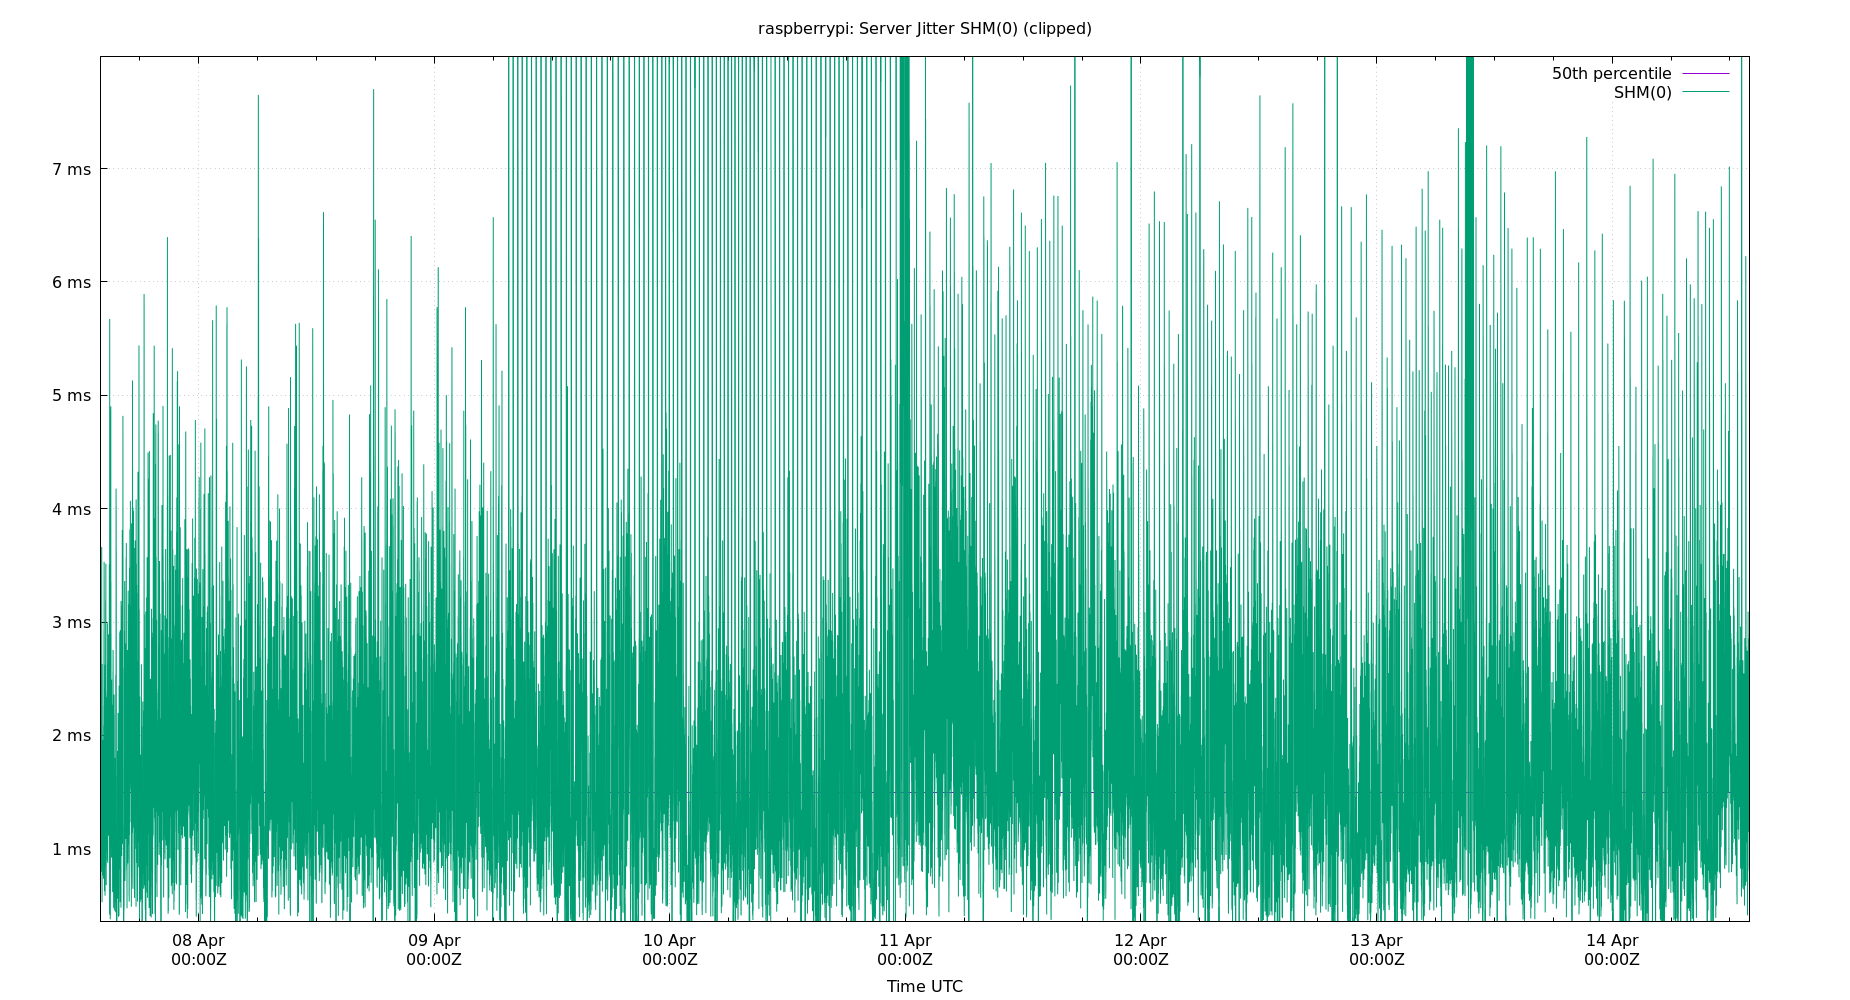 raspberrypi: Server Jitter SHM(0) (clipped)
50th percentile
SHM(0)
7 ms
6 ms
5 ms
4 ms
3 ms
2 ms
1 ms
08 Apr 09 Apr 10 Apr 11 Apr 12 Apr 13 Apr 14 Apr
00:00Z 00:00Z 00:00Z 00:00Z 00:00Z 00:00Z 00:00Z
Time UTC